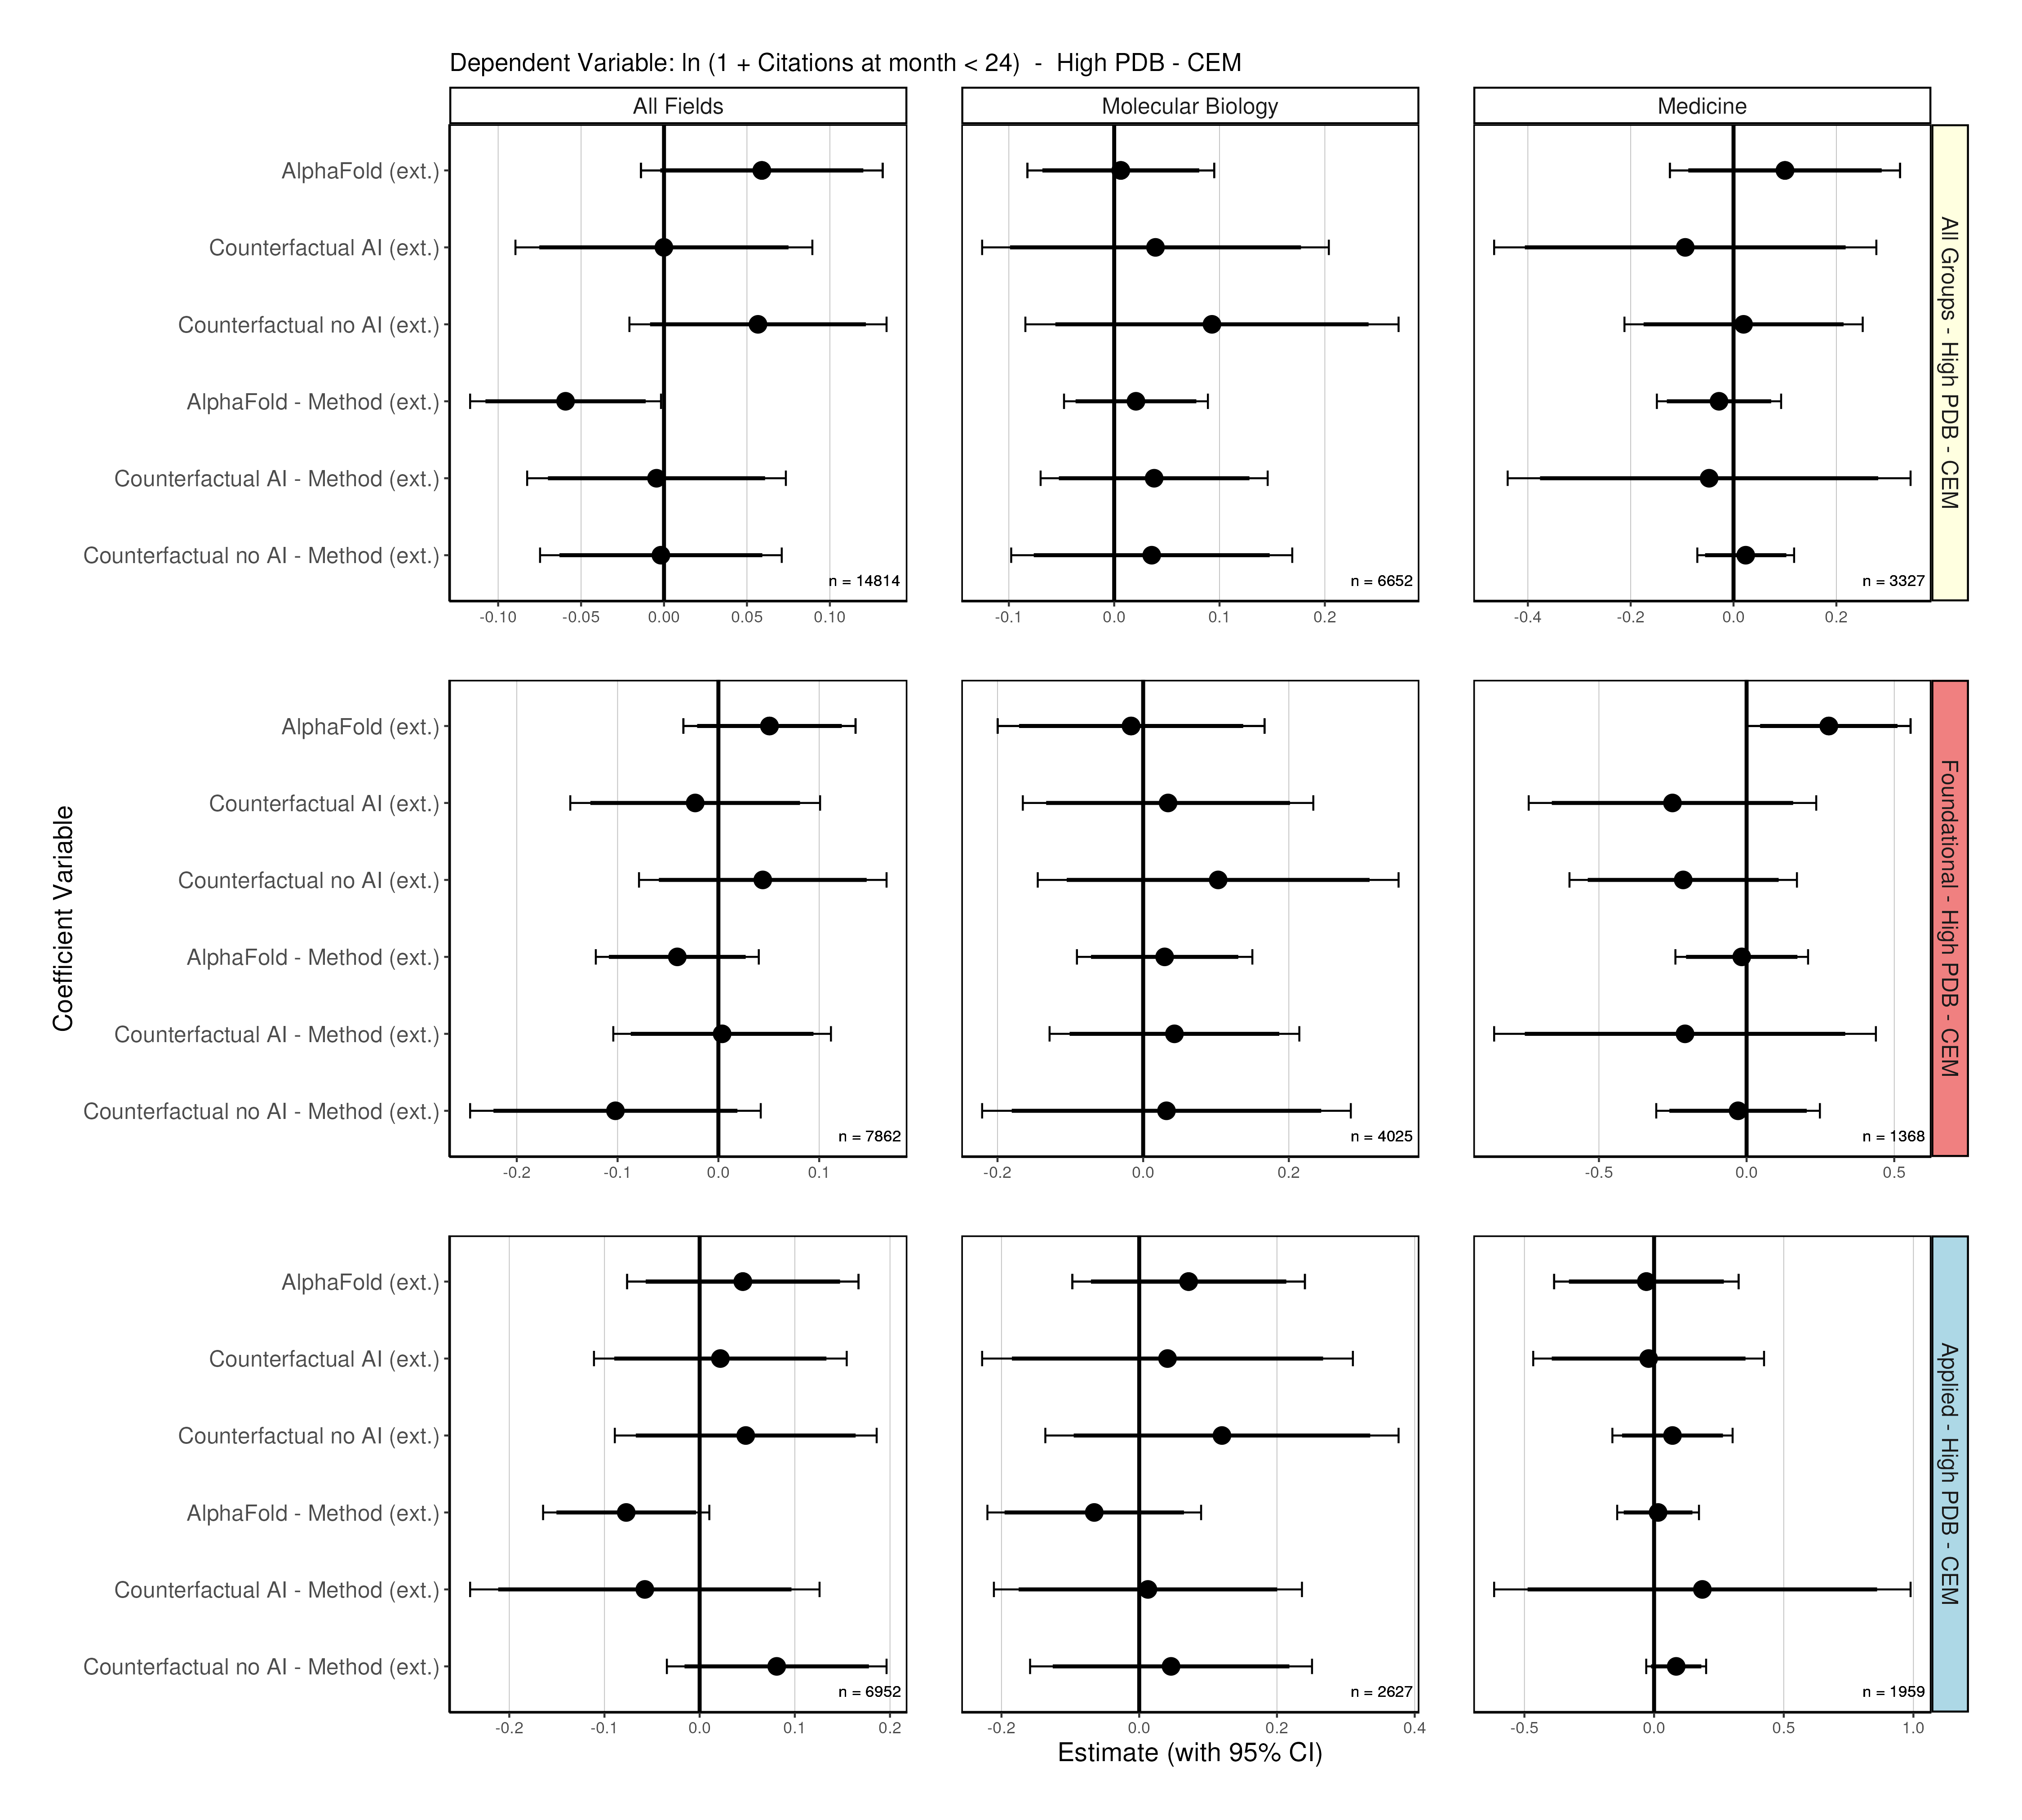 Dependent Variable: ln (1 + Citations at month < 24)  -  High PDB - CEM
All Fields
Molecular Biology
Medicine
AlphaFold (ext.)
Counterfactual AI (ext.)
Counterfactual no AI (ext.)
AlphaFold - Method (ext.)
Counterfactual AI - Method (ext.)
Counterfactual no AI - Method (ext.)
n = 14814
n = 6652
n = 3327
All Groups - High PDB - CEM
-0.10 -0.05 0.00 0.05 0.10
-0.1 0.0 0.1 0.2
-0.4 -0.2 0.0 0.2
Coefficient Variable
AlphaFold (ext.)
Counterfactual AI (ext.)
Counterfactual no AI (ext.)
AlphaFold - Method (ext.)
Counterfactual AI - Method (ext.)
Counterfactual no AI - Method (ext.)
n = 7862
n = 4025
n = 1368
Foundational - High PDB - CEM
-0.2 -0.1 0.0 0.1
-0.2 0.0 0.2
-0.5 0.0 0.5
AlphaFold (ext.)
Counterfactual AI (ext.)
Counterfactual no AI (ext.)
AlphaFold - Method (ext.)
Counterfactual AI - Method (ext.)
Counterfactual no AI - Method (ext.)
n = 6952
n = 2627
n = 1959
Applied - High PDB - CEM
-0.2 -0.1 0.0 0.1 0.2
-0.2 0.0 0.2 0.4
-0.5 0.0 0.5 1.0
Estimate (with 95% CI)